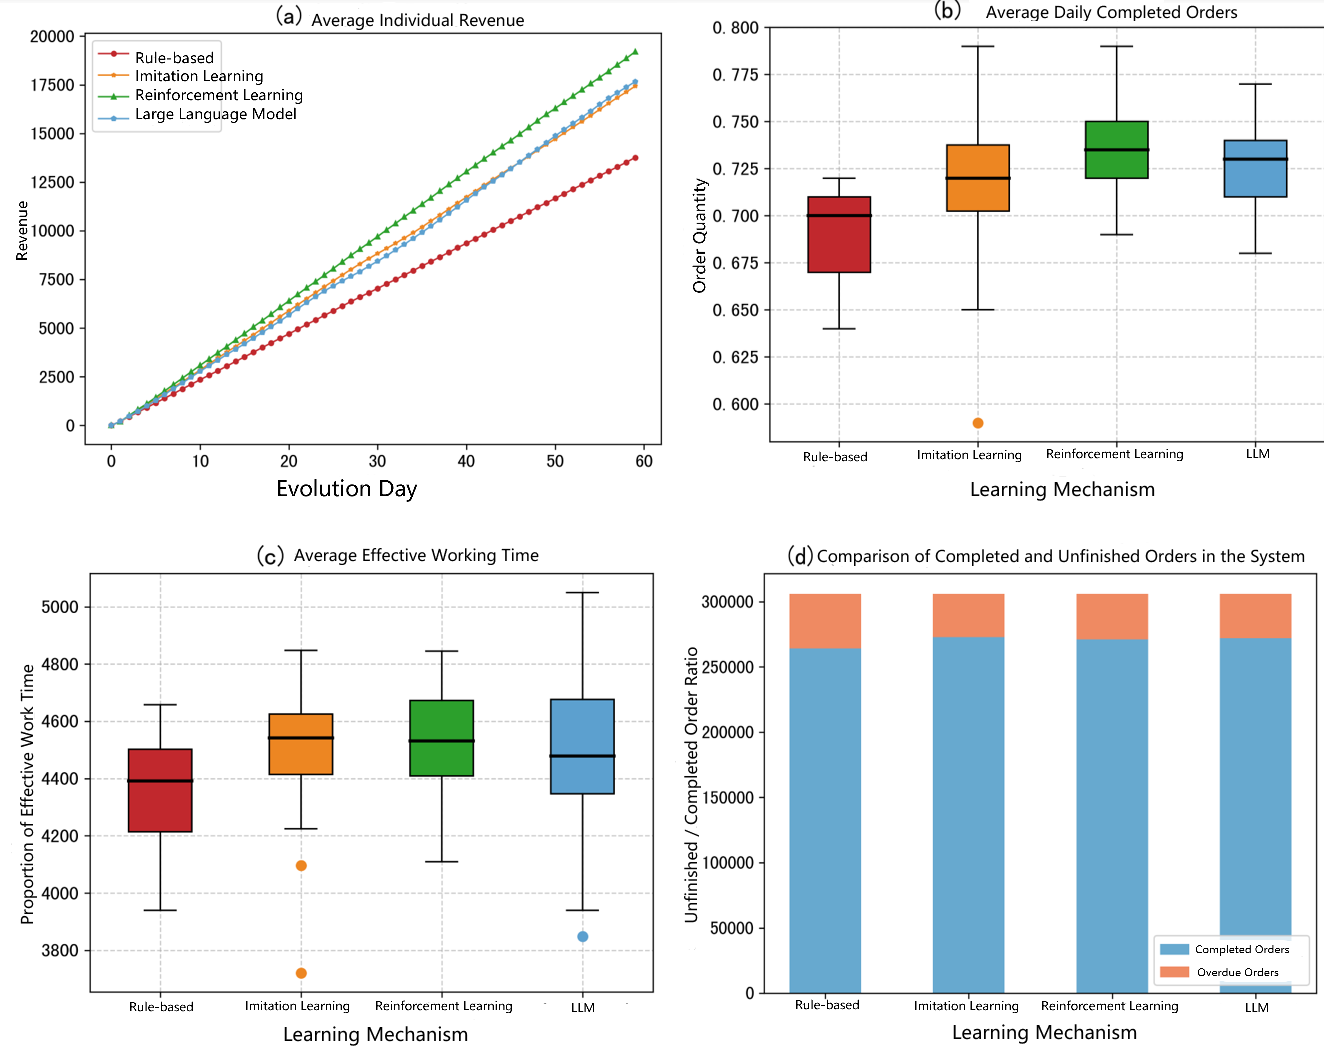 (a) Average Individual Revenue
20000
17500
15000
12500
10000
7500
5000
2500
0
Revenue
Rule-based
Imitation Learning
Reinforcement Learning
Large Language Model
0 10 20 30 40 50 60
Evolution Day
(b) Average Daily Completed Orders
0.800
0.775
0.750
0.725
0.700
0.675
0.650
0.625
0.600
Order Quantity
Rule-based Imitation Learning Reinforcement Learning LLM
Learning Mechanism
(c) Average Effective Working Time
5000
4800
4600
4400
4200
4000
3800
Proportion of Effective Work Time
Rule-based Imitation Learning Reinforcement Learning LLM
Learning Mechanism
(d) Comparison of Completed and Unfinished Orders in the System
300000
250000
200000
150000
100000
50000
0
Unfinished / Completed Order Ratio
Completed Orders
Overdue Orders
Rule-based Imitation Learning Reinforcement Learning LLM
Learning Mechanism